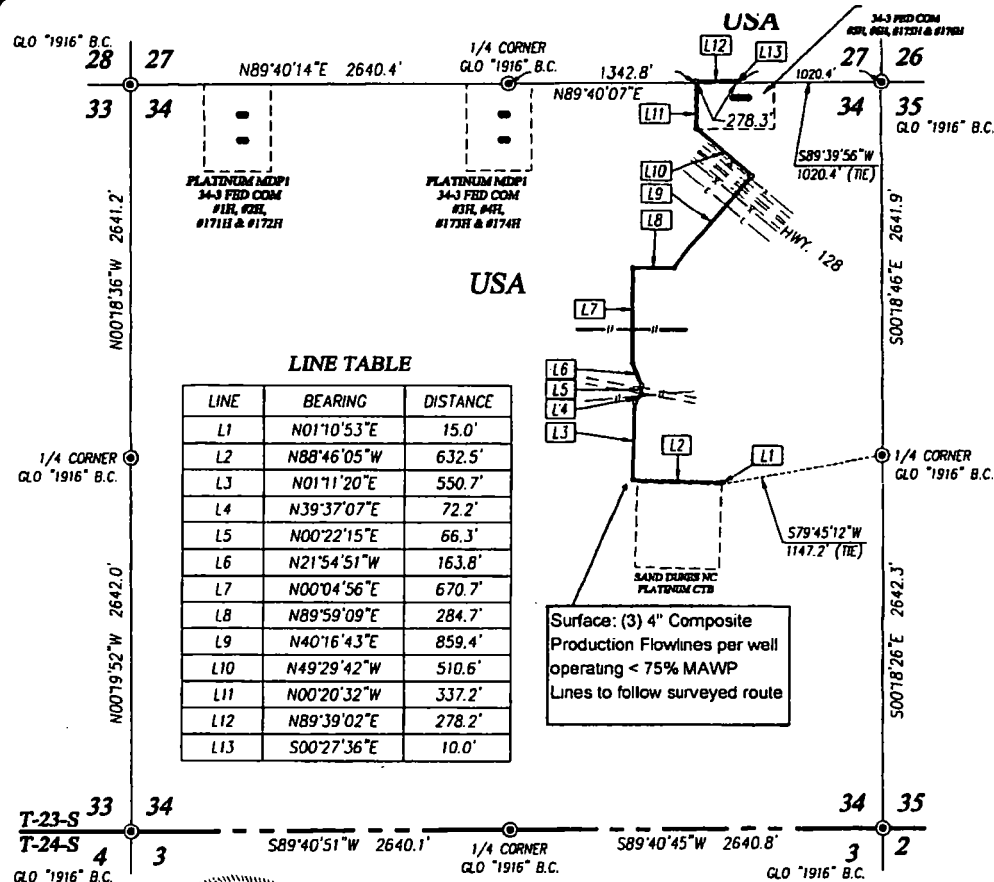 USA
34-3 FED COM
#5H, #6H, #175H & #176H
GLO "1916" B.C.
28 27
33 34
N89°40'14"E 2640.4'
1/4 CORNER
GLO "1916" B.C.
1342.8'
N89°40'07"E
L12
L13
1020.4'
27 26
34 35
GLO "1916" B.C.
278.3'
L11
S89°39'56"W
1020.4' (TIE)
L10
L9
L8
HWY. 128
PLATINUM MDP1
34-3 FED COM
#1H, #2H,
#171H & #172H
PLATINUM MDP1
34-3 FED COM
#3H, #4H,
#173H & #174H
N00°18'36"W 2641.2'
S00°18'46"E 2641.9'
USA
L7
L6
L5
L4
L3
L2
L1
LINE TABLE
LINE BEARING DISTANCE
L1 N01°10'53"E 15.0'
L2 N88°46'05"W 632.5'
L3 N01°11'20"E 550.7'
L4 N39°37'07"E 72.2'
L5 N00°22'15"E 66.3'
L6 N21°54'51"W 163.8'
L7 N00°04'56"E 670.7'
L8 N89°59'09"E 284.7'
L9 N40°16'43"E 859.4'
L10 N49°29'42"W 510.6'
L11 N00°20'32"W 337.2'
L12 N89°39'02"E 278.2'
L13 S00°27'36"E 10.0'
1/4 CORNER
GLO "1916" B.C.
1/4 CORNER
GLO "1916" B.C.
S79°45'12"W
1147.2' (TIE)
SAND DUNES NC
PLATINUM CTB
Surface: (3) 4" Composite
Production Flowlines per well
operating < 75% MAWP
Lines to follow surveyed route
N00°19'52"W 2642.0'
S00°18'26"E 2642.3'
T-23-S
T-24-S
33 34
4 3
GLO "1916" B.C.
S89°40'51"W 2640.1'
1/4 CORNER
GLO "1916" B.C.
S89°40'45"W 2640.8'
34 35
3 2
GLO "1916" B.C.